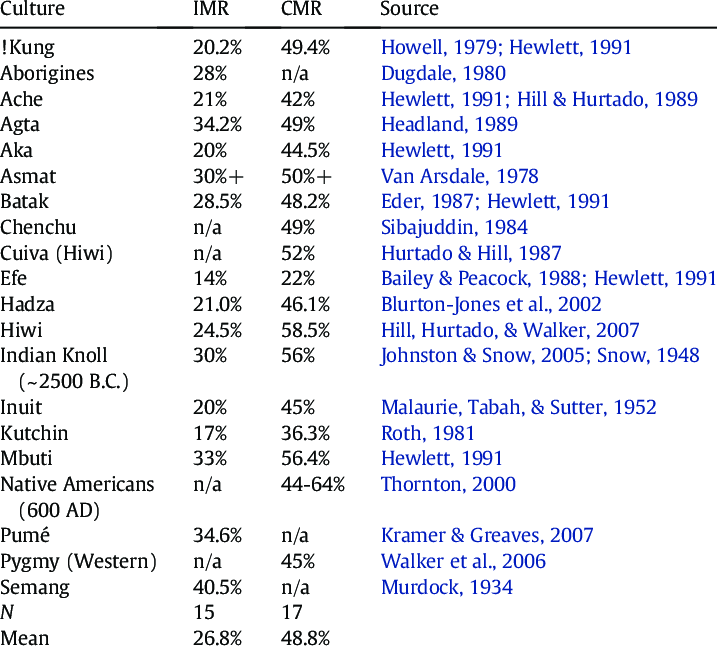 Culture IMR CMR Source
!Kung 20.2% 49.4% Howell, 1979; Hewlett, 1991
Aborigines 28% n/a Dugdale, 1980
Ache 21% 42% Hewlett, 1991; Hill & Hurtado, 1989
Agta 34.2% 49% Headland, 1989
Aka 20% 44.5% Hewlett, 1991
Asmat 30%+ 50%+ Van Arsdale, 1978
Batak 28.5% 48.2% Eder, 1987; Hewlett, 1991
Chenchu n/a 49% Sibajuddin, 1984
Cuiva (Hiwi) n/a 52% Hurtado & Hill, 1987
Efe 14% 22% Bailey & Peacock, 1988; Hewlett, 1991
Hadza 21.0% 46.1% Blurton-Jones et al., 2002
Hiwi 24.5% 58.5% Hill, Hurtado, & Walker, 2007
Indian Knoll 30% 56% Johnston & Snow, 2005; Snow, 1948
(~2500 B.C.)
Inuit 20% 45% Malaurie, Tabah, & Sutter, 1952
Kutchin 17% 36.3% Roth, 1981
Mbuti 33% 56.4% Hewlett, 1991
Native Americans n/a 44-64% Thornton, 2000
(600 AD)
Pumé 34.6% n/a Kramer & Greaves, 2007
Pygmy (Western) n/a 45% Walker et al., 2006
Semang 40.5% n/a Murdock, 1934
N 15 17
Mean 26.8% 48.8%